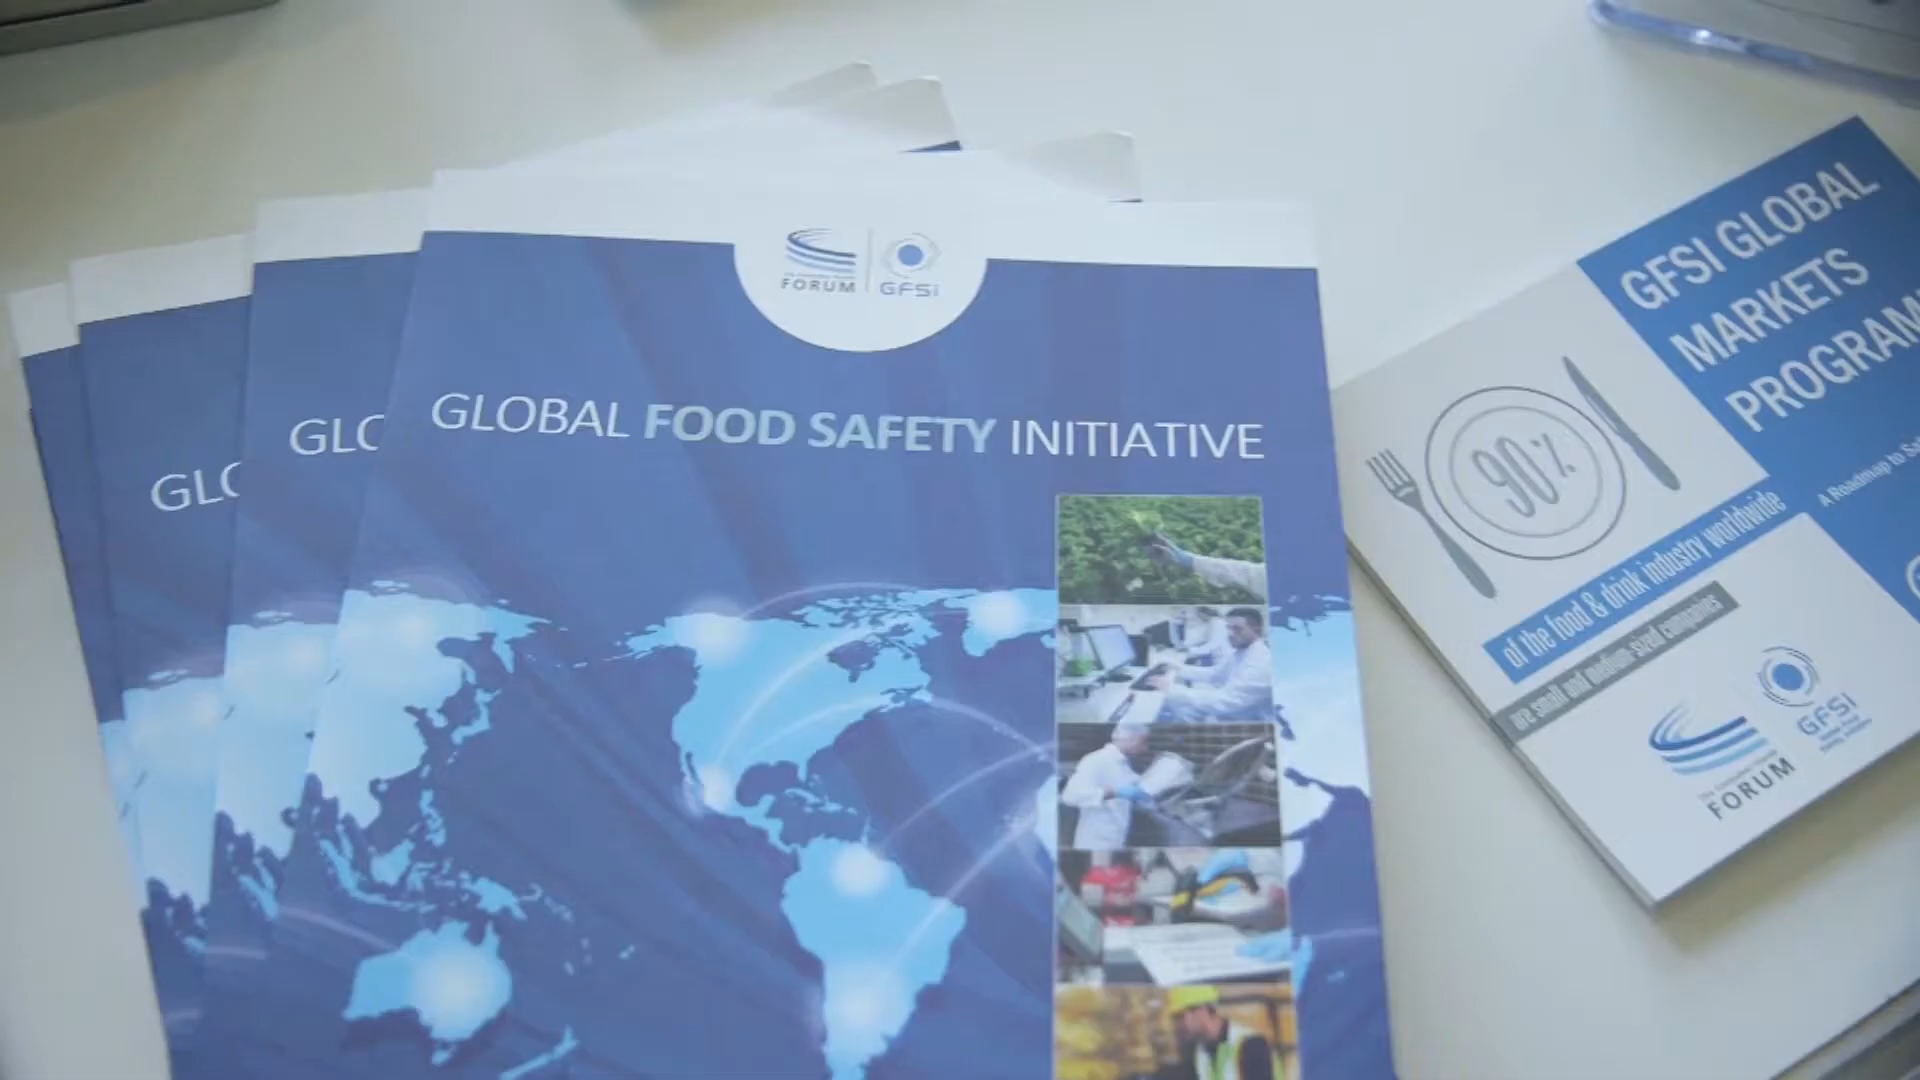 FORUM
GFSi
GLOBAL FOOD SAFETY INITIATIVE
GLO
GLO
GFSI GLOBAL
MARKETS
A Roadmap to
90%
of the food & drink industry worldwide
are small and medium-sized companies
FORUM
GFSi